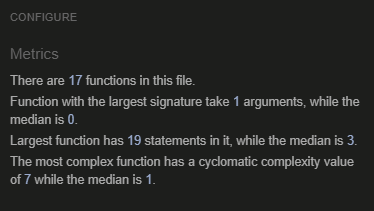 CONFIGURE
Metrics
There are 17 functions in this file.
Function with the largest signature take 1 arguments, while the
median is 0.
Largest function has 19 statements in it, while the median is 3.
The most complex function has a cyclomatic complexity value
of 7 while the median is 1.